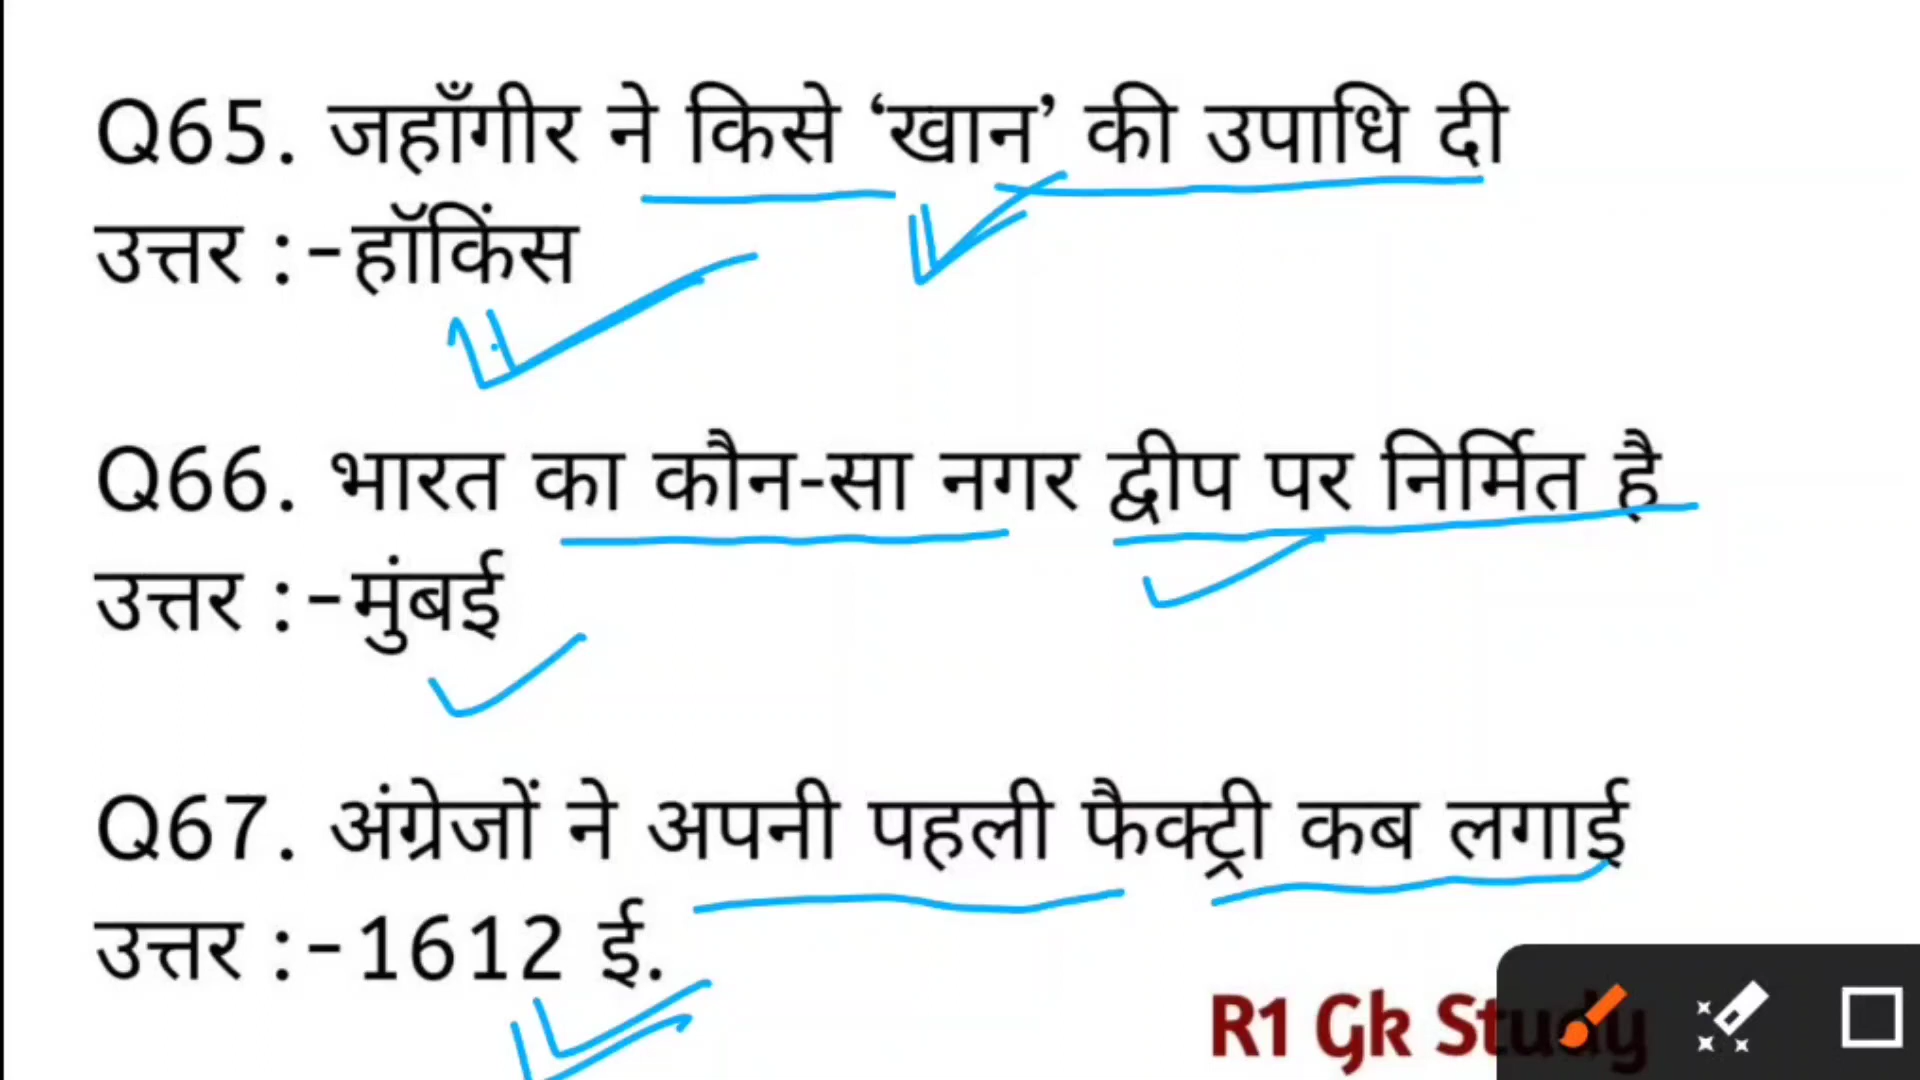 Q65. जहाँगीर ने किसे ‘खान’ की उपाधि दी
उत्तर :-हॉकिंस
Q66. भारत का कौन-सा नगर द्वीप पर निर्मित है
उत्तर :-मुंबई
Q67. अंग्रेजों ने अपनी पहली फैक्ट्री कब लगाई
उत्तर :-1612 ई.
R1 Gk Study